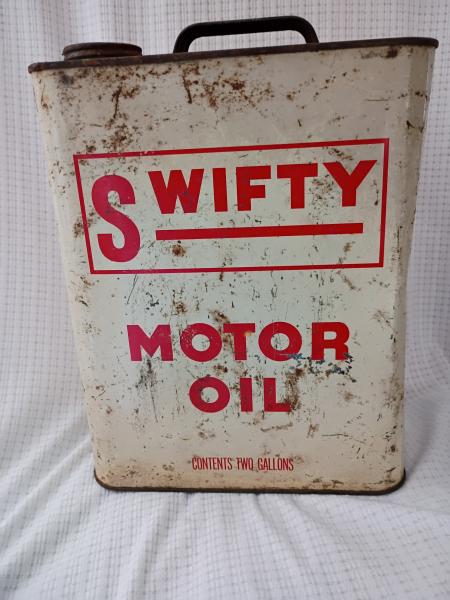 SWIFTY
MOTOR
OIL
CONTENTS TWO GALLONS